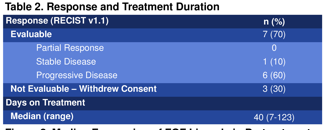 Table 2. Response and Treatment Duration
Response (RECIST v1.1) n (%)
Evaluable 7 (70)
Partial Response 0
Stable Disease 1 (10)
Progressive Disease 6 (60)
Not Evaluable – Withdrew Consent 3 (30)
Days on Treatment
Median (range) 40 (7-123)